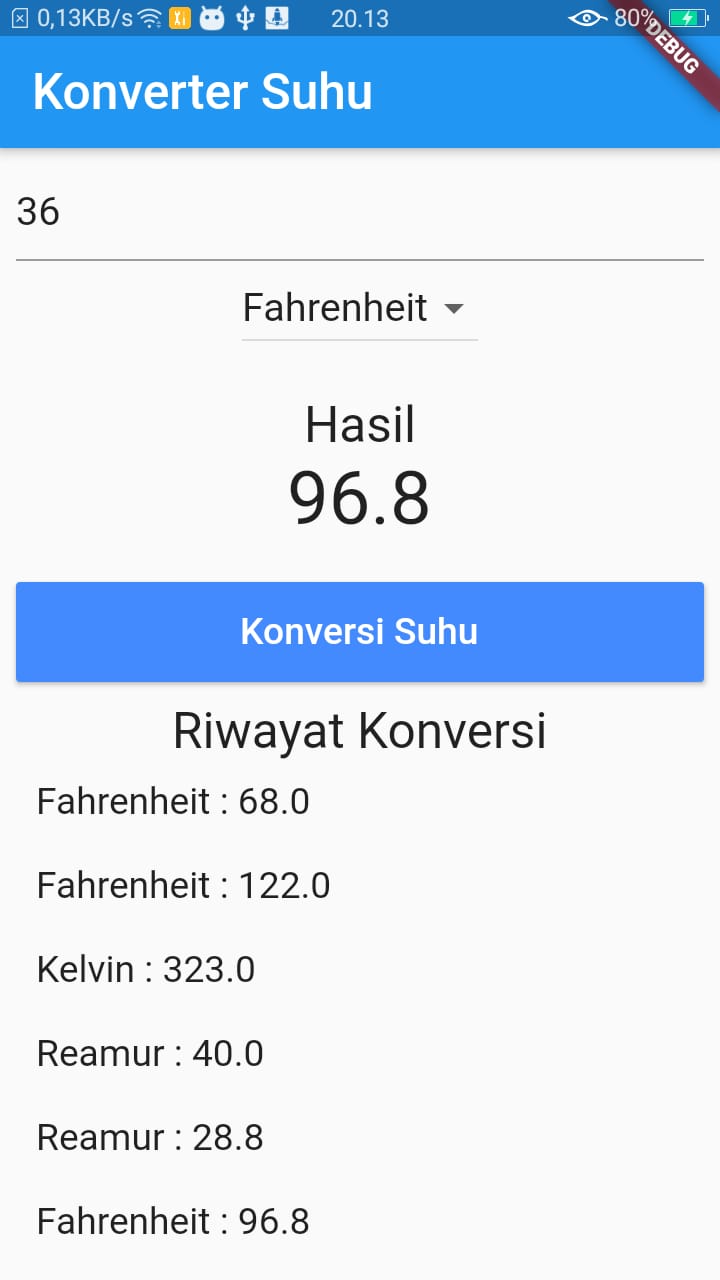 0,13KB/s Xi 20.13 80%
DEBUG
Konverter Suhu
36
Fahrenheit
Hasil
96.8
Konversi Suhu
Riwayat Konversi
Fahrenheit : 68.0
Fahrenheit : 122.0
Kelvin : 323.0
Reamur : 40.0
Reamur : 28.8
Fahrenheit : 96.8